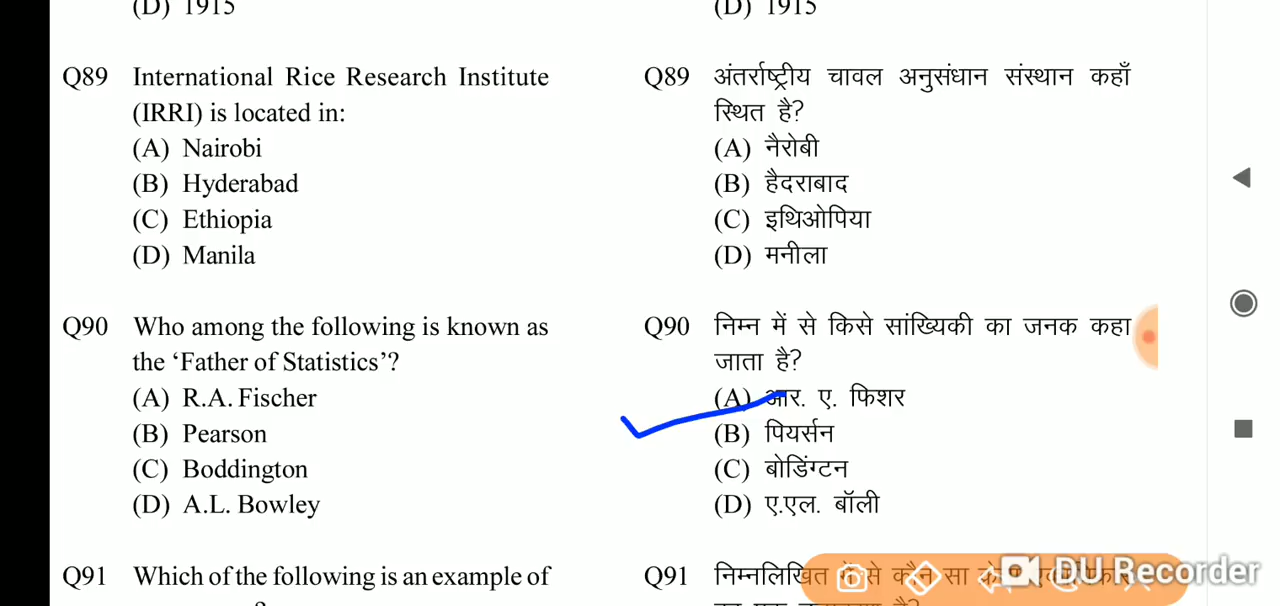 (D) 1915
Q89 International Rice Research Institute
(IRRI) is located in:
(A) Nairobi
(B) Hyderabad
(C) Ethiopia
(D) Manila
Q90 Who among the following is known as
the ‘Father of Statistics’?
(A) R.A. Fischer
(B) Pearson
(C) Boddington
(D) A.L. Bowley
Q91 Which of the following is an example of
(D) 1915
Q89 अंतर्राष्ट्रीय चावल अनुसंधान संस्थान कहाँ
स्थित है?
(A) नैरोबी
(B) हैदराबाद
(C) इथिओपिया
(D) मनीला
Q90 निम्न में से किसे सांख्यिकी का जनक कहा
जाता है?
(A) आर. ए. फिशर
(B) पियर्सन
(C) बोडिंग्टन
(D) ए.एल. बॉली
Q91 निम्नलिखित में से कौन सा
DU Recorder